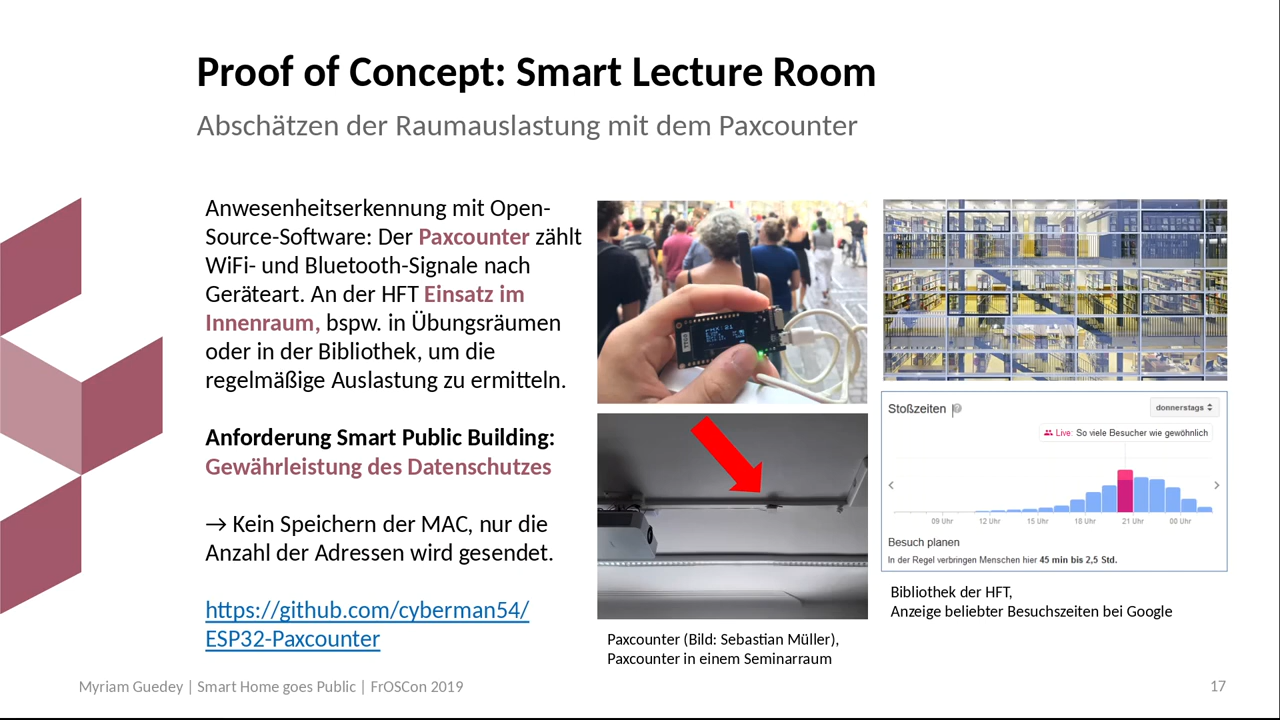 Proof of Concept: Smart Lecture Room
Abschätzen der Raumauslastung mit dem Paxcounter
Anwesenheitserkennung mit Open-
Source-Software: Der Paxcounter zählt
WiFi- und Bluetooth-Signale nach
Geräteart. An der HFT Einsatz im
Innenraum, bspw. in Übungsräumen
oder in der Bibliothek, um die
regelmäßige Auslastung zu ermitteln.
Anforderung Smart Public Building:
Gewährleistung des Datenschutzes
→ Kein Speichern der MAC, nur die
Anzahl der Adressen wird gesendet.
https://github.com/cyberman54/
ESP32-Paxcounter
Paxcounter (Bild: Sebastian Müller),
Paxcounter in einem Seminarraum
Stoßzeiten
donnerstags
Live: So viele Besucher wie gewöhnlich
09 Uhr 12 Uhr 15 Uhr 18 Uhr 21 Uhr 00 Uhr
Besuch planen
In der Regel verbringen Menschen hier 45 min bis 2,5 Std.
Bibliothek der HFT,
Anzeige beliebter Besuchszeiten bei Google
Myriam Guedey | Smart Home goes Public | FrOSCon 2019
17